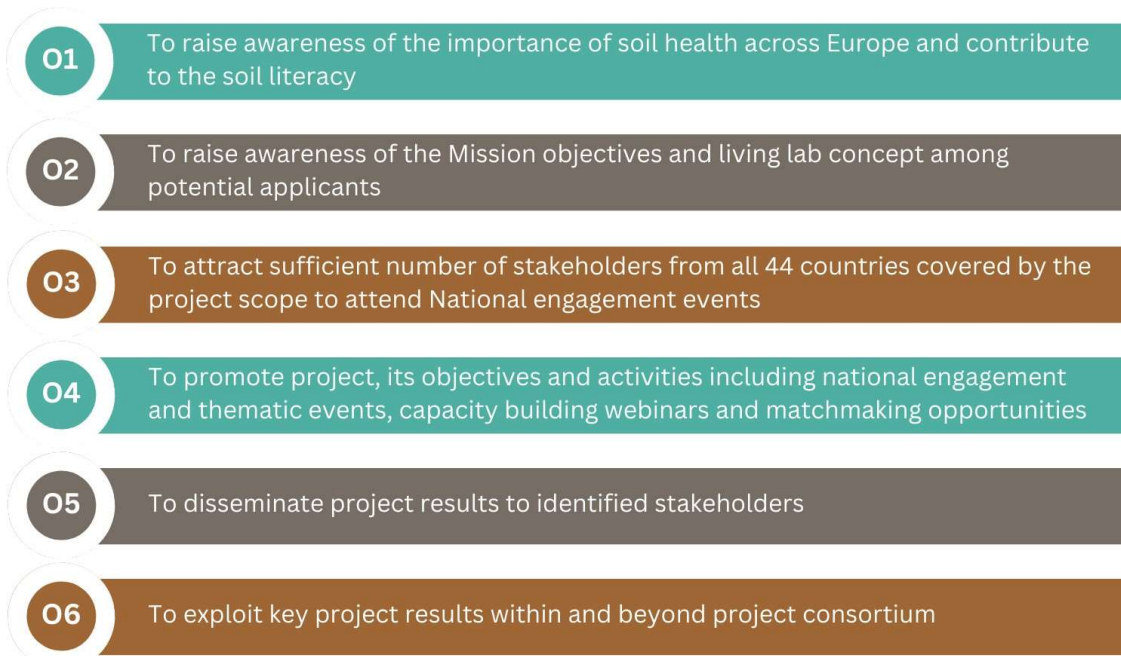 O1
To raise awareness of the importance of soil health across Europe and contribute
to the soil literacy
O2
To raise awareness of the Mission objectives and living lab concept among
potential applicants
O3
To attract sufficient number of stakeholders from all 44 countries covered by the
project scope to attend National engagement events
O4
To promote project, its objectives and activities including national engagement
and thematic events, capacity building webinars and matchmaking opportunities
O5
To disseminate project results to identified stakeholders
O6
To exploit key project results within and beyond project consortium